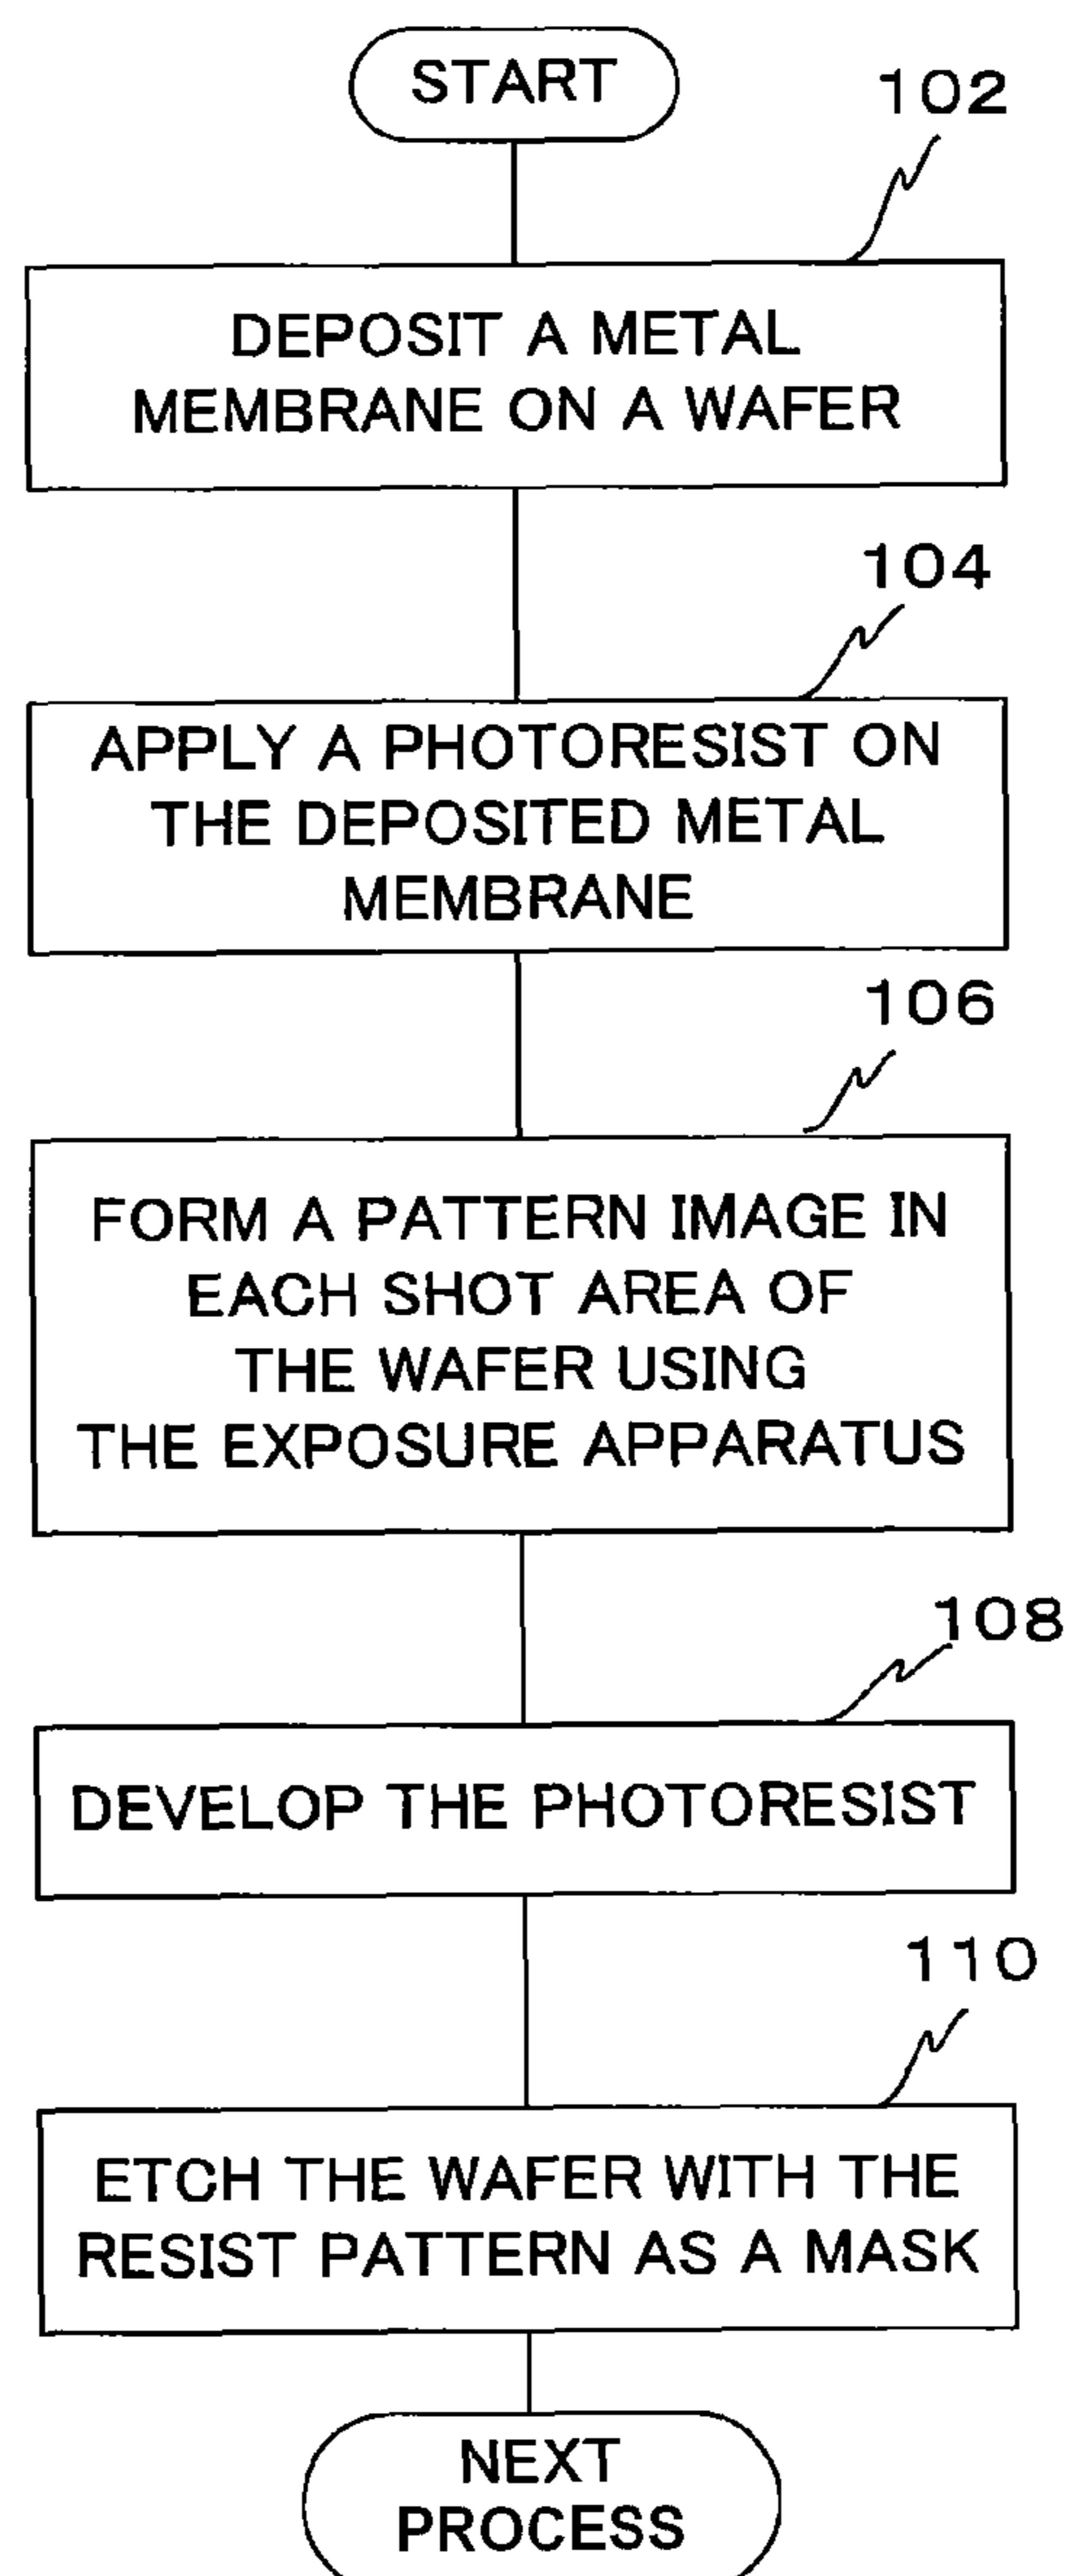 START
102
DEPOSIT A METAL
MEMBRANE ON A WAFER
104
APPLY A PHOTORESIST ON
THE DEPOSITED METAL
MEMBRANE
106
FORM A PATTERN IMAGE IN
EACH SHOT AREA OF
THE WAFER USING
THE EXPOSURE APPARATUS
108
DEVELOP THE PHOTORESIST
110
ETCH THE WAFER WITH THE
RESIST PATTERN AS A MASK
NEXT
PROCESS